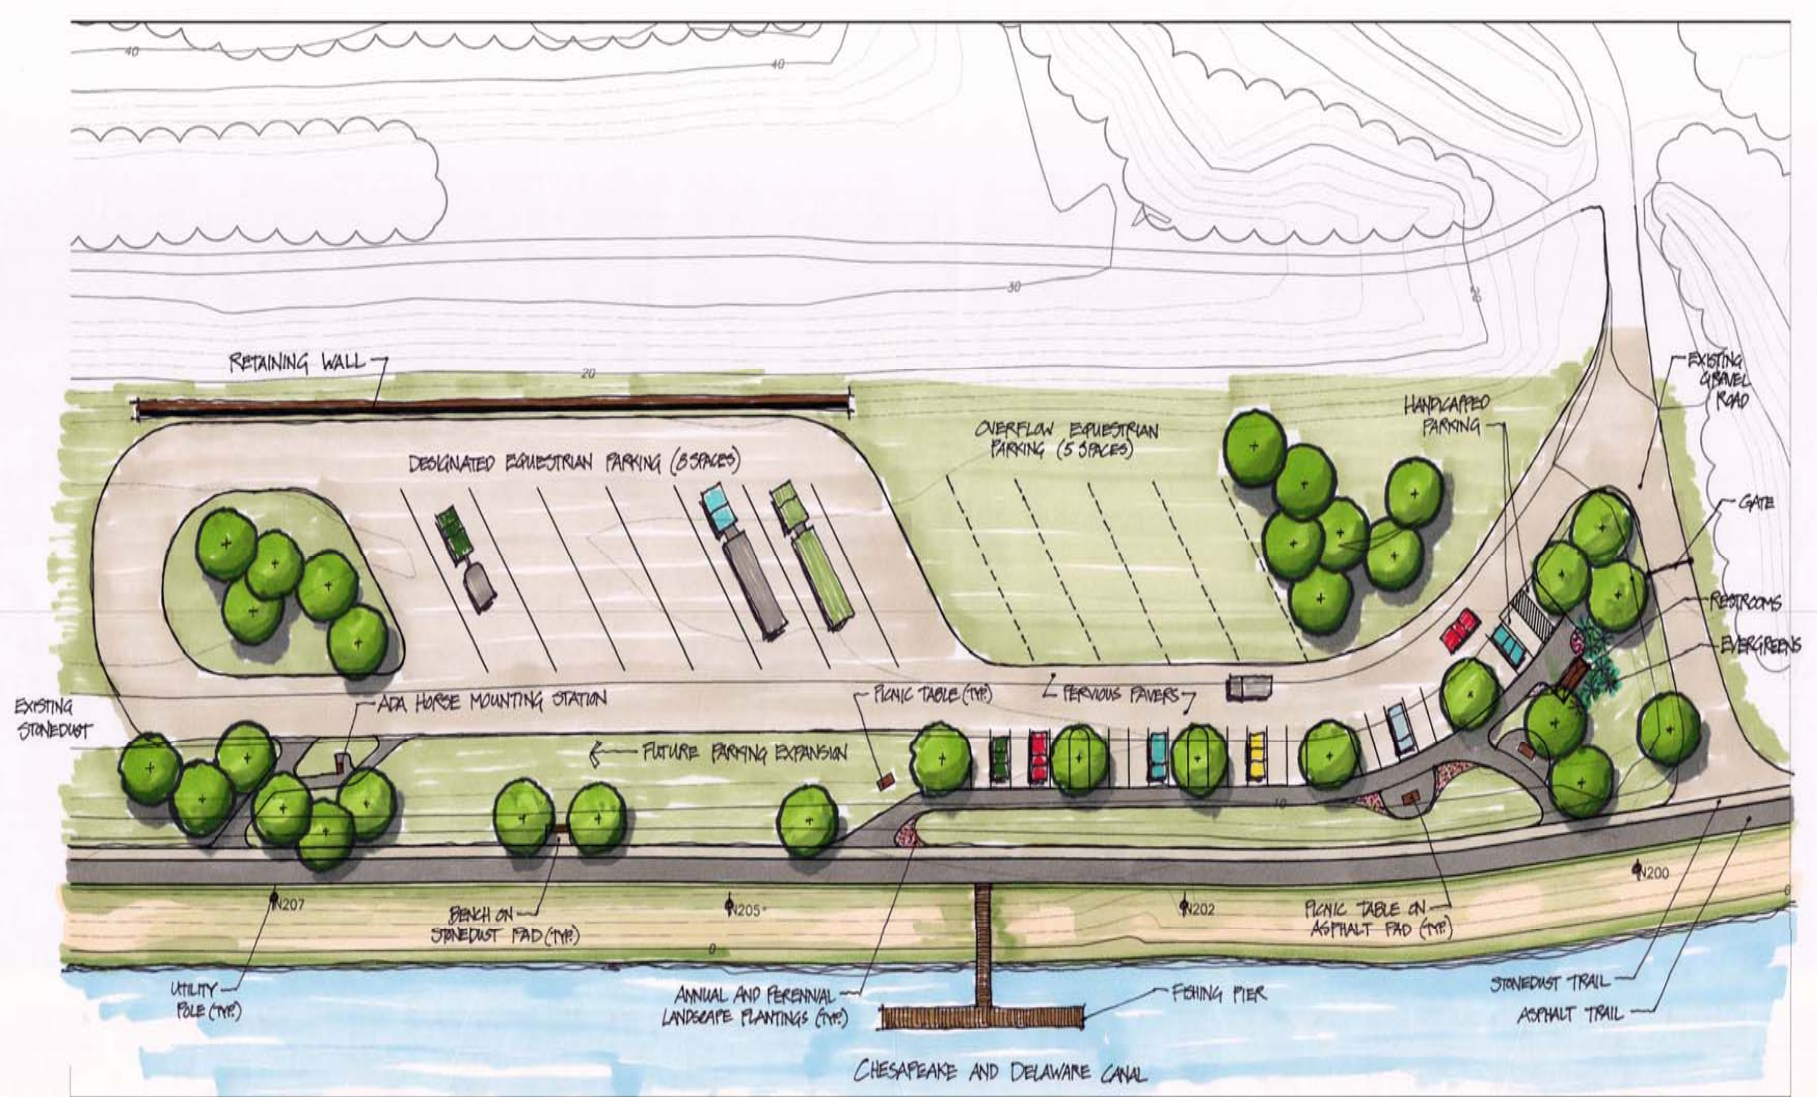 40
40
30
20
RETAINING WALL
20
EXISTING
GRAVEL
ROAD
HANDICAPPED
PARKING
OVERFLOW EQUESTRIAN
PARKING (5 SPACES)
DESIGNATED EQUESTRIAN PARKING (8 SPACES)
GATE
RESTROOMS
EVERGREENS
EXISTING
STONEDUST
ADA HORSE MOUNTING STATION
PICNIC TABLE (TYP.)
PERVIOUS PAVERS
FUTURE PARKING EXPANSION
10
N200
N207
N205
N202
BENCH ON
STONEDUST PAD (TYP.)
PICNIC TABLE ON
ASPHALT PAD (TYP.)
0
0
UTILITY
POLE (TYP.)
ANNUAL AND PERENNIAL
LANDSCAPE PLANTINGS (TYP.)
FISHING PIER
STONEDUST TRAIL
ASPHALT TRAIL
CHESAPEAKE AND DELAWARE CANAL